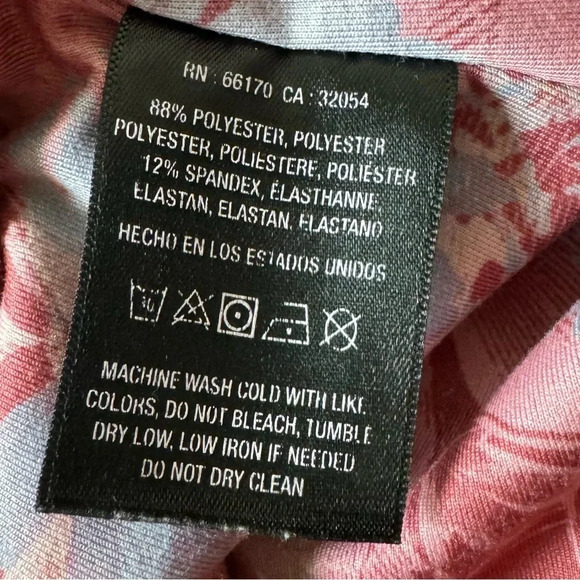 RN : 66170 CA : 32054
88% POLYESTER, POLYESTER
POLYESTER, POLIESTERE, POLIÉSTER
12% SPANDEX, ÉLASTHANNE,
ELASTAN, ELASTAN, ELASTANO
HECHO EN LOS ESTADOS UNIDOS
30
MACHINE WASH COLD WITH LIKE
COLORS, DO NOT BLEACH, TUMBLE
DRY LOW, LOW IRON IF NEEDED
DO NOT DRY CLEAN